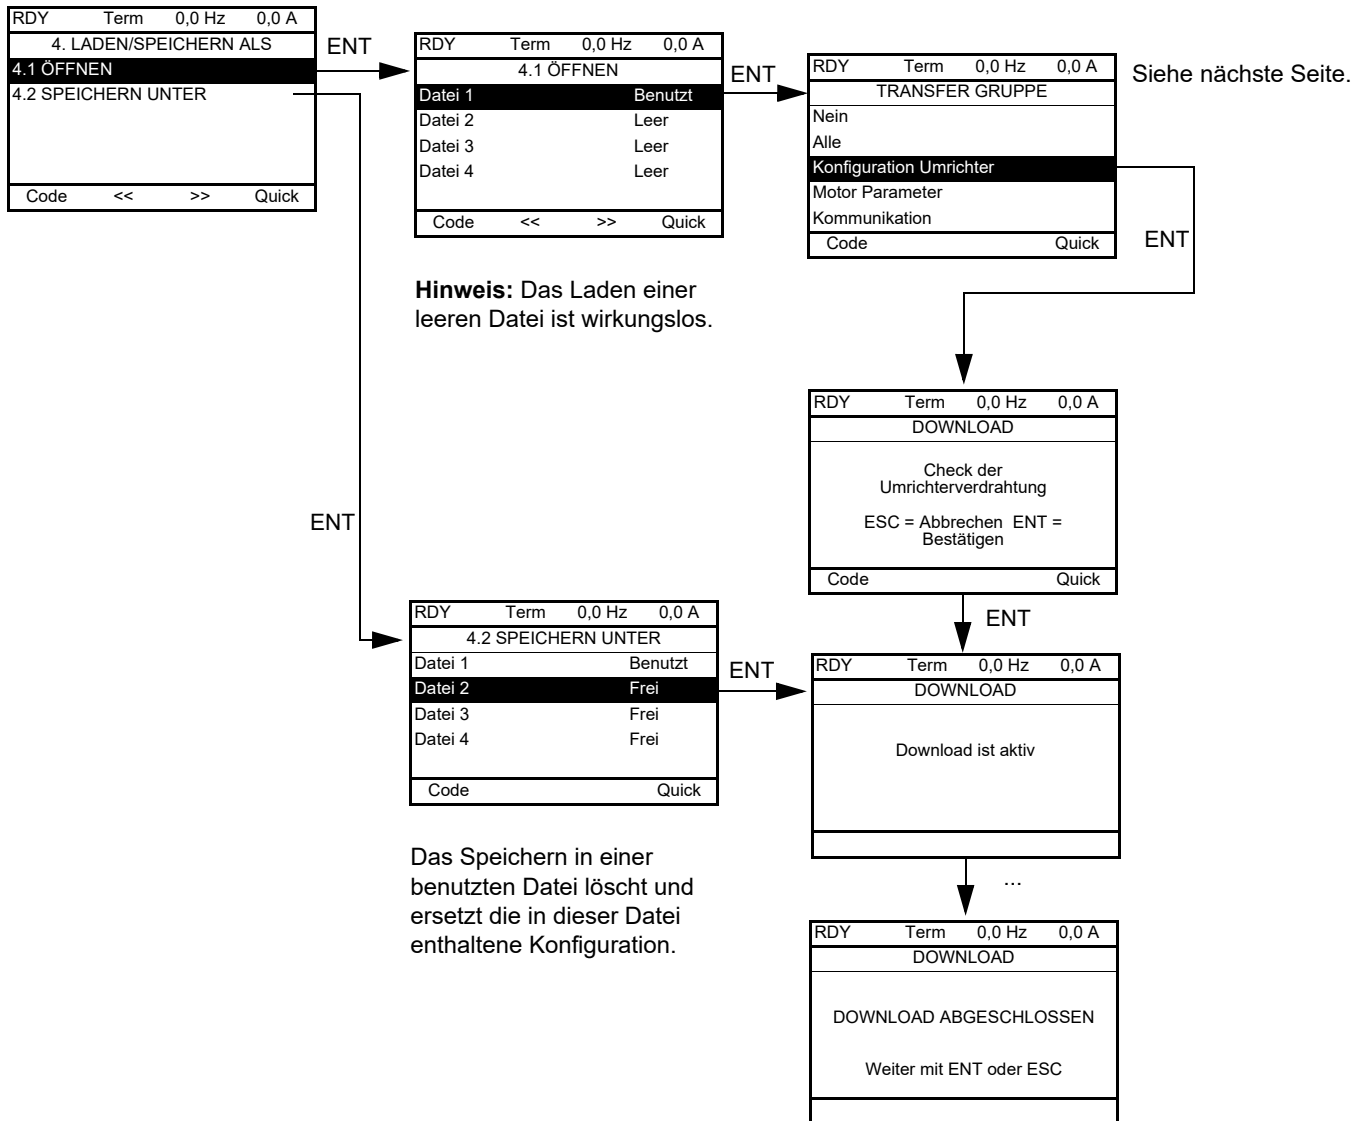 RDY Term 0,0 Hz 0,0 A
4. LADEN/SPEICHERN ALS
4.1 ÖFFNEN
4.2 SPEICHERN UNTER
Code << >> Quick
ENT
RDY Term 0,0 Hz 0,0 A
4.1 ÖFFNEN
Datei 1 Benutzt
Datei 2 Leer
Datei 3 Leer
Datei 4 Leer
Code << >> Quick
ENT
RDY Term 0,0 Hz 0,0 A
TRANSFER GRUPPE
Nein
Alle
Konfiguration Umrichter
Motor Parameter
Kommunikation
Code Quick
Siehe nächste Seite.
ENT
Hinweis: Das Laden einer
leeren Datei ist wirkungslos.
RDY Term 0,0 Hz 0,0 A
DOWNLOAD
Check der
Umrichterverdrahtung
ESC = Abbrechen ENT =
Bestätigen
Code Quick
ENT
ENT
RDY Term 0,0 Hz 0,0 A
4.2 SPEICHERN UNTER
Datei 1 Benutzt
Datei 2 Frei
Datei 3 Frei
Datei 4 Frei
Code Quick
ENT
RDY Term 0,0 Hz 0,0 A
DOWNLOAD
Download ist aktiv
...
Das Speichern in einer
benutzten Datei löscht und
ersetzt die in dieser Datei
enthaltene Konfiguration.
RDY Term 0,0 Hz 0,0 A
DOWNLOAD
DOWNLOAD ABGESCHLOSSEN
Weiter mit ENT oder ESC